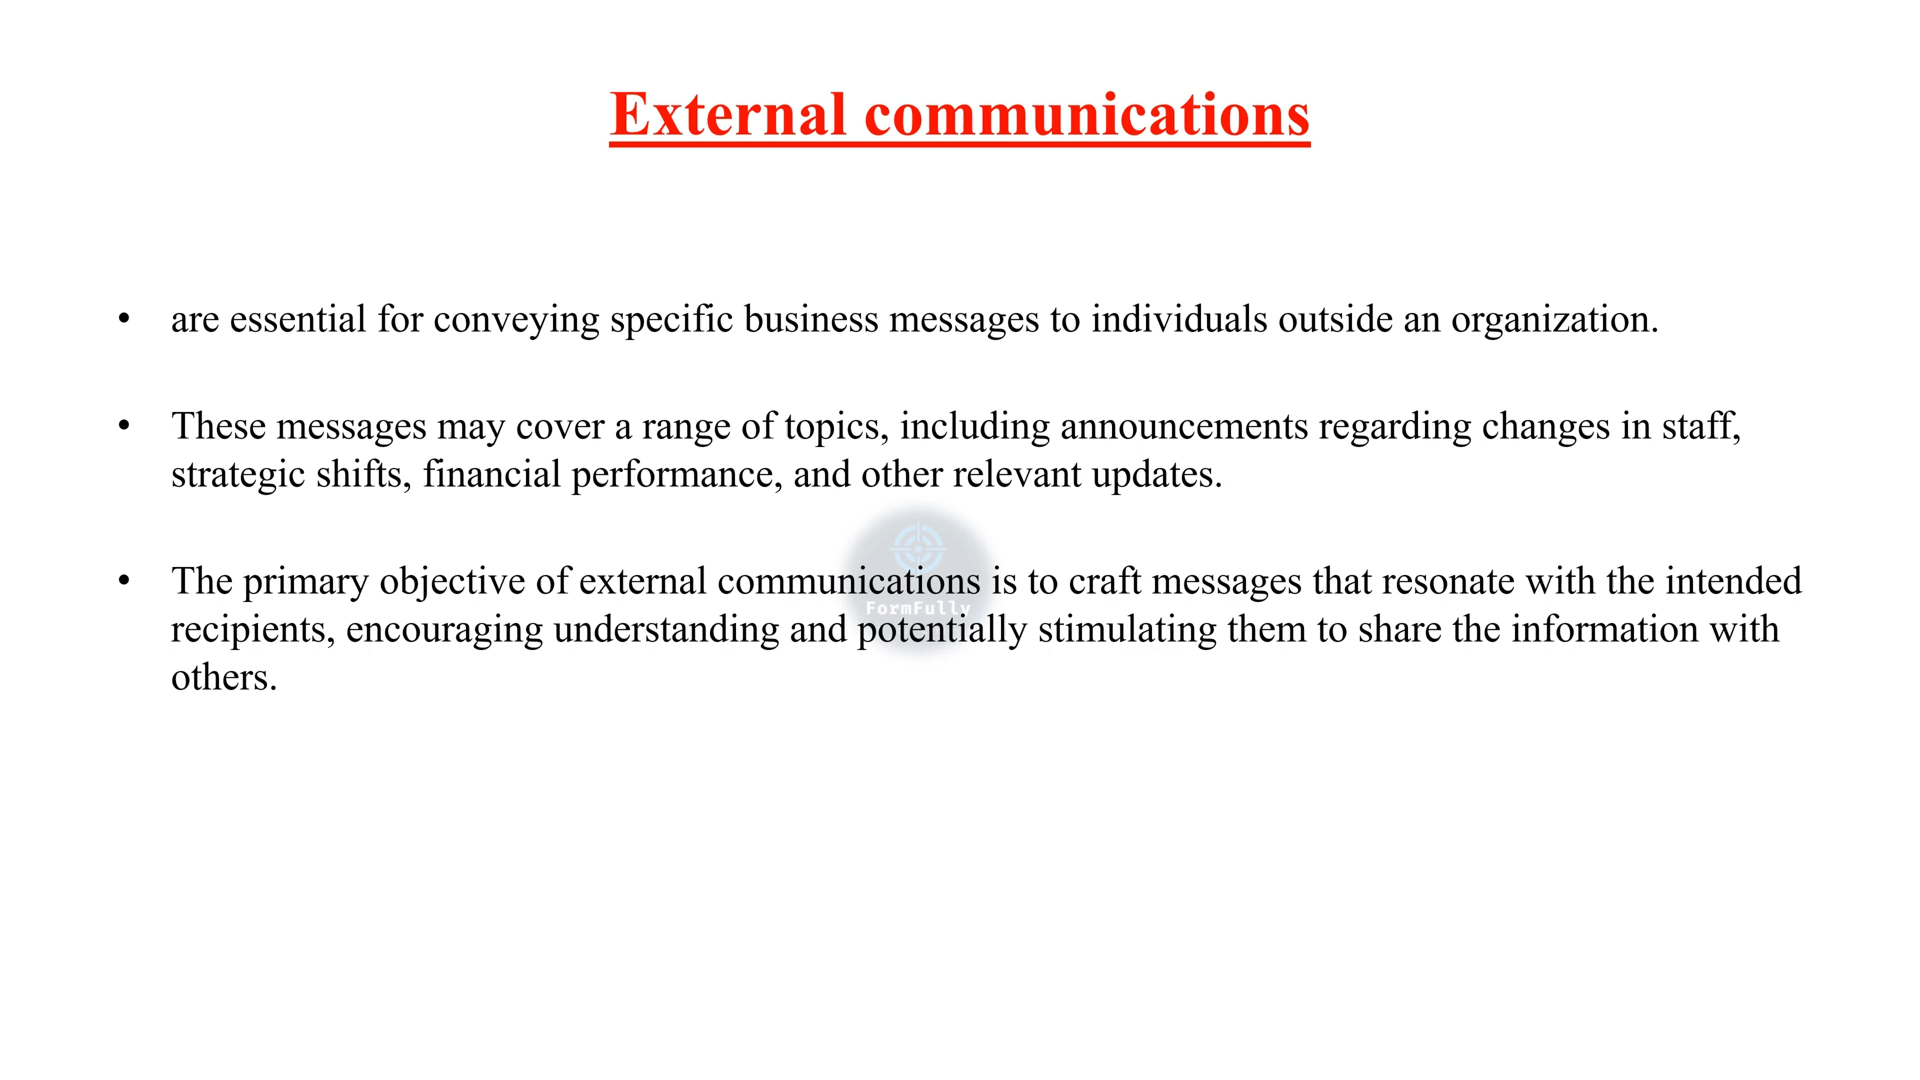 External communications
• are essential for conveying specific business messages to individuals outside an organization.
• These messages may cover a range of topics, including announcements regarding changes in staff,
strategic shifts, financial performance, and other relevant updates.
• The primary objective of external communications is to craft messages that resonate with the intended
FormFully
recipients, encouraging understanding and potentially stimulating them to share the information with
others.